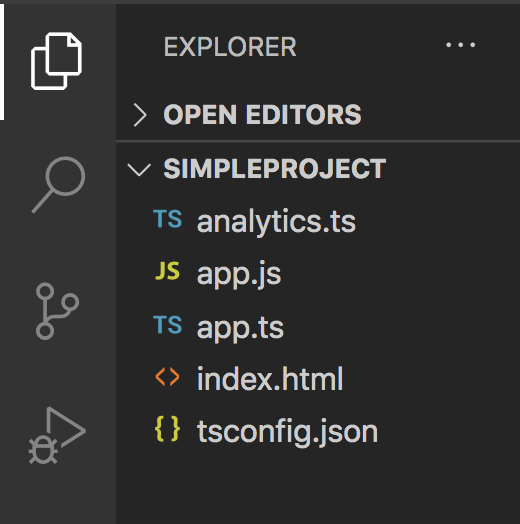 EXPLORER
OPEN EDITORS
SIMPLEPROJECT
TS analytics.ts
JS app.js
TS app.ts
<> index.html
{} tsconfig.json